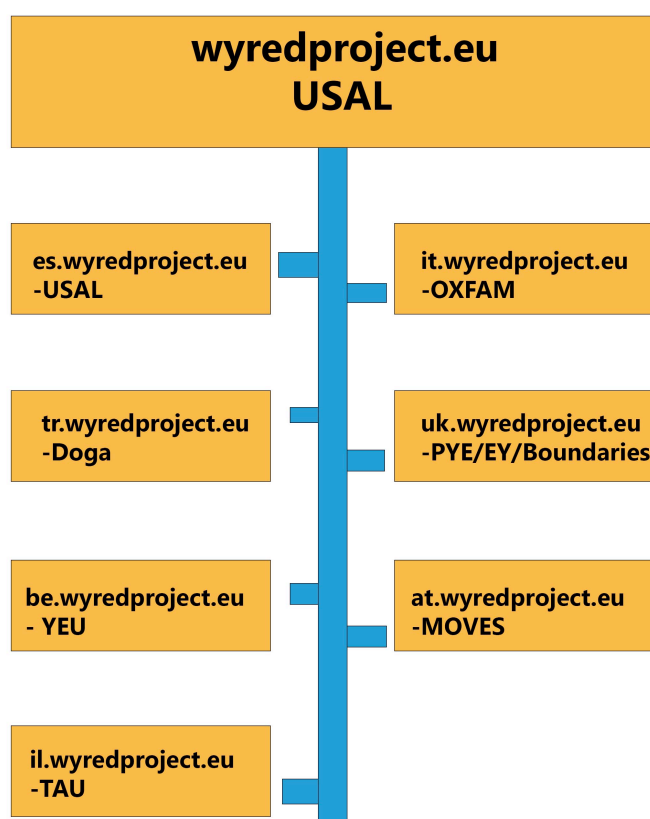 wyredproject.eu
USAL
es.wyredproject.eu
-USAL
it.wyredproject.eu
-OXFAM
tr.wyredproject.eu
-Doga
uk.wyredproject.eu
-PYE/EY/Boundaries
be.wyredproject.eu
- YEU
at.wyredproject.eu
-MOVES
il.wyredproject.eu
-TAU